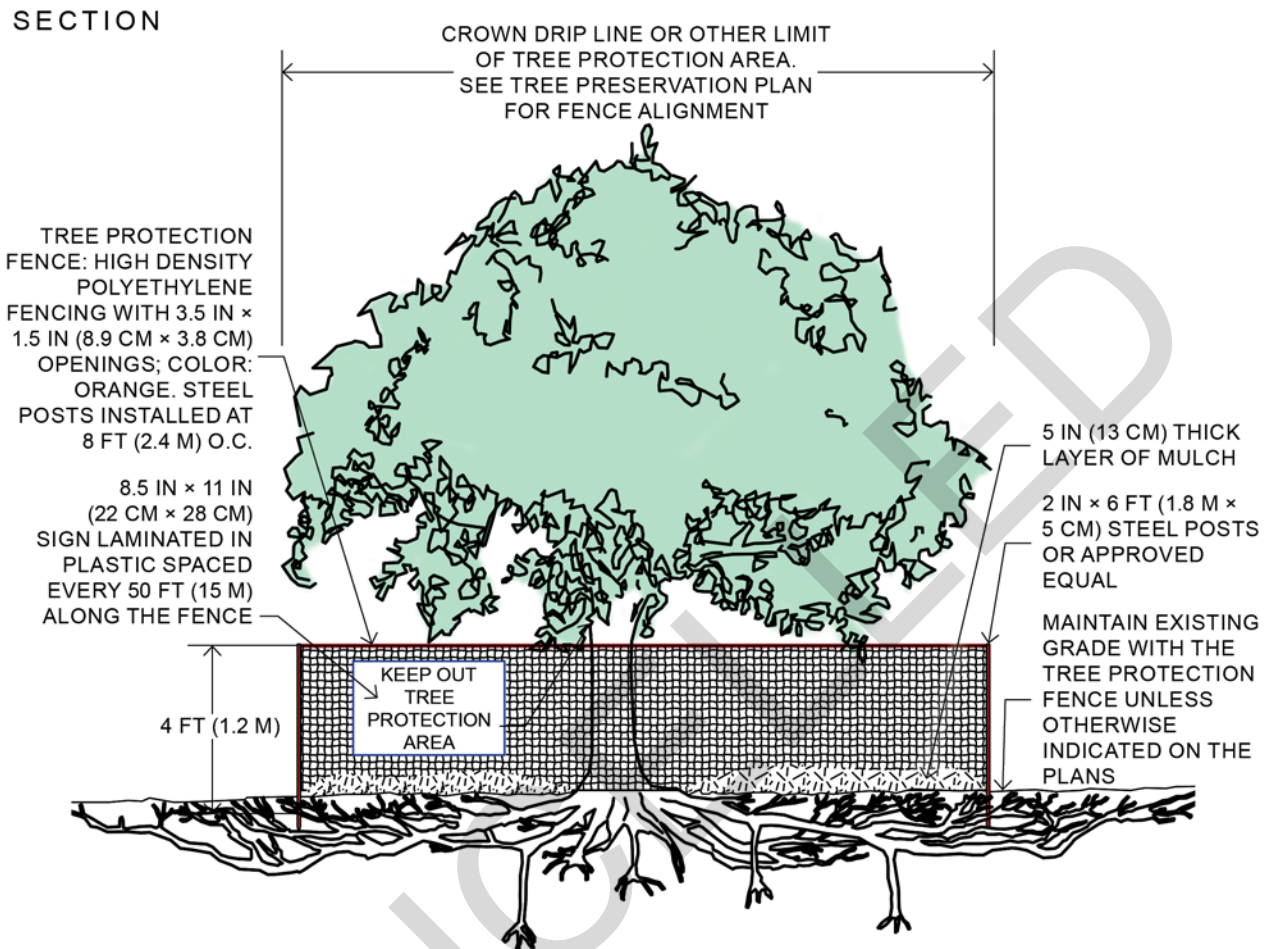 SECTION
CROWN DRIP LINE OR OTHER LIMIT
OF TREE PROTECTION AREA.
SEE TREE PRESERVATION PLAN
FOR FENCE ALIGNMENT
TREE PROTECTION
FENCE: HIGH DENSITY
POLYETHYLENE
FENCING WITH 3.5 IN ×
1.5 IN (8.9 CM × 3.8 CM)
OPENINGS; COLOR:
ORANGE. STEEL
POSTS INSTALLED AT
8 FT (2.4 M) O.C.
8.5 IN × 11 IN
(22 CM × 28 CM)
SIGN LAMINATED IN
PLASTIC SPACED
EVERY 50 FT (15 M)
ALONG THE FENCE
4 FT (1.2 M)
KEEP OUT
TREE
PROTECTION
AREA
5 IN (13 CM) THICK
LAYER OF MULCH
2 IN × 6 FT (1.8 M ×
5 CM) STEEL POSTS
OR APPROVED
EQUAL
MAINTAIN EXISTING
GRADE WITH THE
TREE PROTECTION
FENCE UNLESS
OTHERWISE
INDICATED ON THE
PLANS